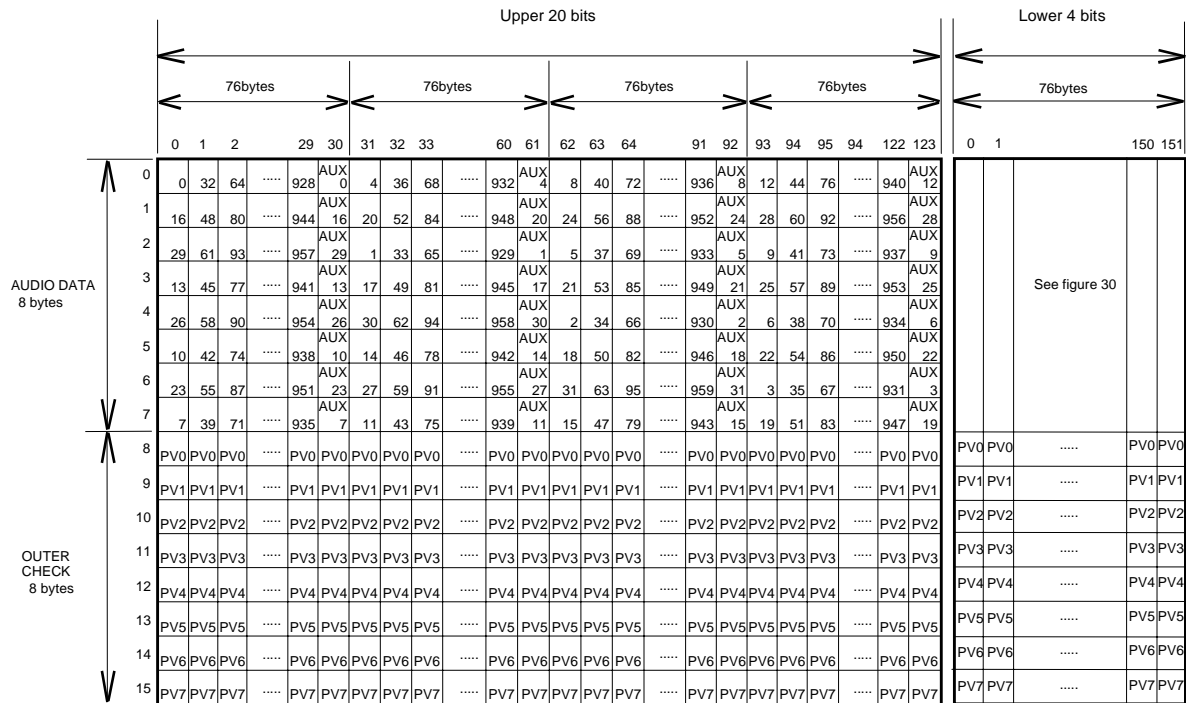 Upper 20 bits Lower 4 bits
76bytes 76bytes 76bytes 76bytes 76bytes
0 1 2 29 30 31 32 33 60 61 62 63 64 91 92 93 94 95 94 122 123 0 1 150 151
0 0 32 64 ..... 928 AUX 0 4 36 68 ..... 932 AUX 4 8 40 72 ..... 936 AUX 8 12 44 76 ..... 940 AUX 12
1 16 48 80 ..... 944 AUX 16 20 52 84 ..... 948 AUX 20 24 56 88 ..... 952 AUX 24 28 60 92 ..... 956 AUX 28
2 29 61 93 ..... 957 AUX 29 1 33 65 ..... 929 AUX 1 5 37 69 ..... 933 AUX 5 9 41 73 ..... 937 AUX 9
AUDIO DATA
8 bytes
3 13 45 77 ..... 941 AUX 13 17 49 81 ..... 945 AUX 17 21 53 85 ..... 949 AUX 21 25 57 89 ..... 953 AUX 25
See figure 30
4 26 58 90 ..... 954 AUX 26 30 62 94 ..... 958 AUX 30 2 34 66 ..... 930 AUX 2 6 38 70 ..... 934 AUX 6
5 10 42 74 ..... 938 AUX 10 14 46 78 ..... 942 AUX 14 18 50 82 ..... 946 AUX 18 22 54 86 ..... 950 AUX 22
6 23 55 87 ..... 951 AUX 23 27 59 91 ..... 955 AUX 27 31 63 95 ..... 959 AUX 31 3 35 67 ..... 931 AUX 3
7 7 39 71 ..... 935 AUX 7 11 43 75 ..... 939 AUX 11 15 47 79 ..... 943 AUX 15 19 51 83 ..... 947 AUX 19
8 PV0 PV0 PV0 ..... PV0 PV0 PV0 PV0 PV0 ..... PV0 PV0 PV0 PV0 PV0 ..... PV0 PV0 PV0 PV0 PV0 ..... PV0 PV0 PV0 PV0 ..... PV0 PV0
9 PV1 PV1 PV1 ..... PV1 PV1 PV1 PV1 PV1 ..... PV1 PV1 PV1 PV1 PV1 ..... PV1 PV1 PV1 PV1 PV1 ..... PV1 PV1 PV1 PV1 ..... PV1 PV1
10 PV2 PV2 PV2 ..... PV2 PV2 PV2 PV2 PV2 ..... PV2 PV2 PV2 PV2 PV2 ..... PV2 PV2 PV2 PV2 PV2 ..... PV2 PV2 PV2 PV2 ..... PV2 PV2
11 PV3 PV3 PV3 ..... PV3 PV3 PV3 PV3 PV3 ..... PV3 PV3 PV3 PV3 PV3 ..... PV3 PV3 PV3 PV3 PV3 ..... PV3 PV3 PV3 PV3 ..... PV3 PV3
OUTER
CHECK
8 bytes
12 PV4 PV4 PV4 ..... PV4 PV4 PV4 PV4 PV4 ..... PV4 PV4 PV4 PV4 PV4 ..... PV4 PV4 PV4 PV4 PV4 ..... PV4 PV4 PV4 PV4 ..... PV4 PV4
13 PV5 PV5 PV5 ..... PV5 PV5 PV5 PV5 PV5 ..... PV5 PV5 PV5 PV5 PV5 ..... PV5 PV5 PV5 PV5 PV5 ..... PV5 PV5 PV5 PV5 ..... PV5 PV5
14 PV6 PV6 PV6 ..... PV6 PV6 PV6 PV6 PV6 ..... PV6 PV6 PV6 PV6 PV6 ..... PV6 PV6 PV6 PV6 PV6 ..... PV6 PV6 PV6 PV6 ..... PV6 PV6
15 PV7 PV7 PV7 ..... PV7 PV7 PV7 PV7 PV7 ..... PV7 PV7 PV7 PV7 PV7 ..... PV7 PV7 PV7 PV7 PV7 ..... PV7 PV7 PV7 PV7 ..... PV7 PV7